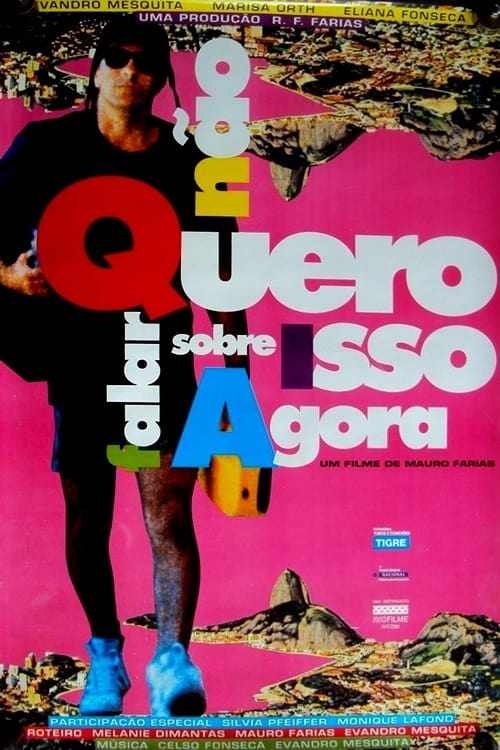 VANDRO MESQUITA MARISA ORTH ELIANA FONSECA
UMA PRODUÇÃO R. F. FARIAS
não
Quero
falar sobre Isso
Agora
UM FILME DE MAURO FARIAS
TUBOS E CONEXÕES
TIGRE
NACIONAL
RIOFILME
PARTICIPAÇÃO ESPECIAL SILVIA PFEIFFER MONIQUE LAFOND
ROTEIRO MELANIE DIMANTAS MAURO FARIAS EVANDRO MESQUITA
MÚSICA CELSO FONSECA EVANDRO MESQUITA